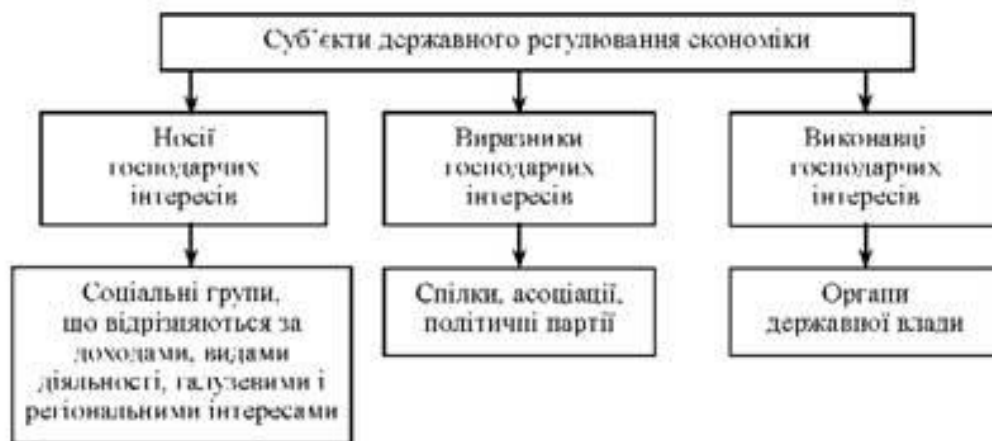 Суб'єкти державного регулювання економіки
Носії
господарчих
інтересів
Виразники
господарчих
інтересів
Виконавці
господарчих
інтересів
Соціальні групи,
що відрізняються за
доходами, видами
діяльності, галузевими і
регіональними інтересами
Спілки, асоціації,
політичні партії
Органи
державної влади